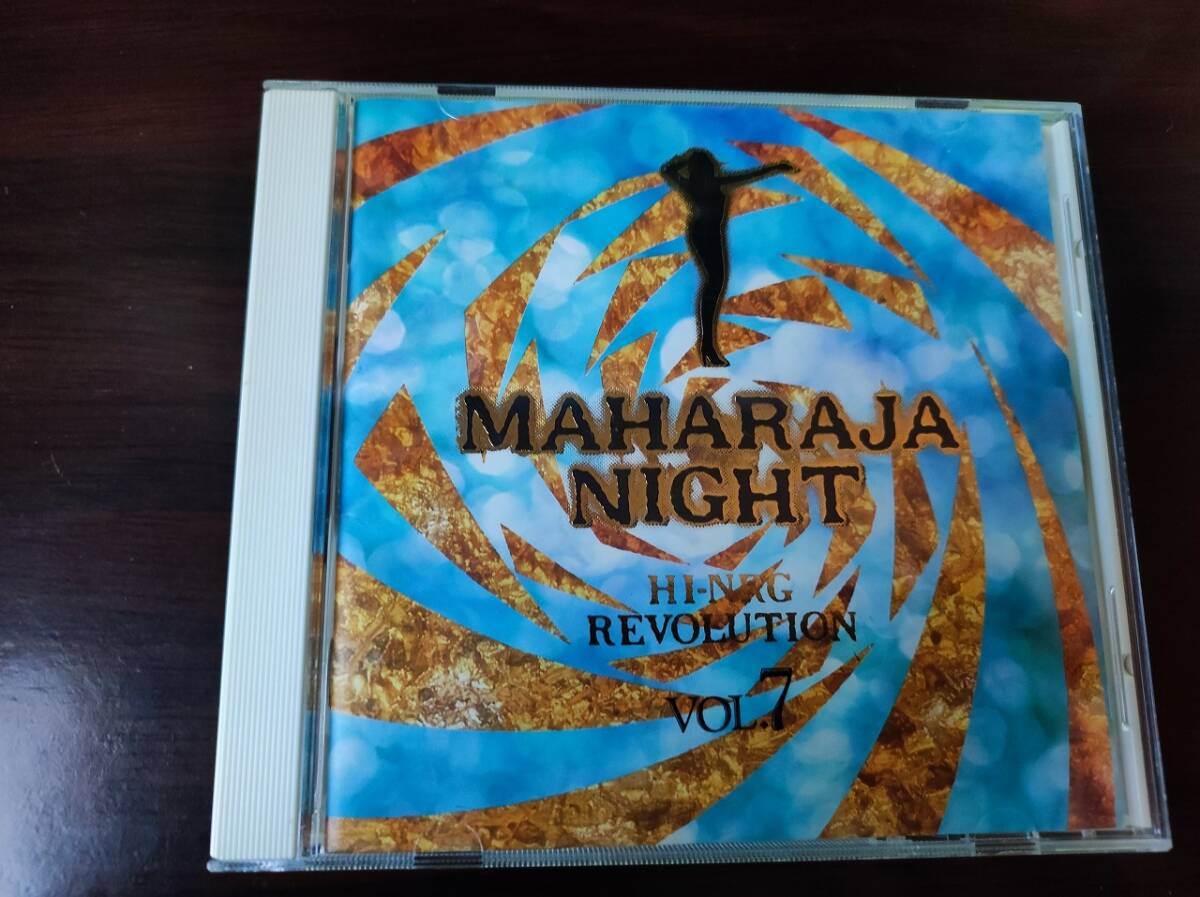 MAHARAJA
NIGHT
HI-NRG
REVOLUTION
VOL.7